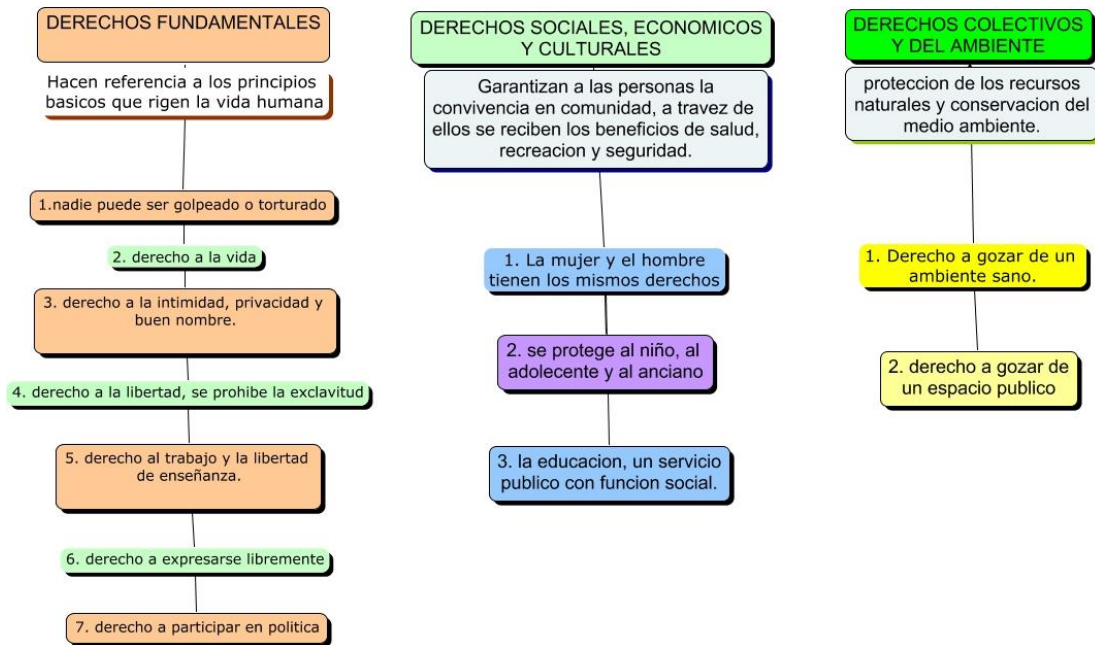 DERECHOS FUNDAMENTALES
Hacen referencia a los principios
basicos que rigen la vida humana
1.nadie puede ser golpeado o torturado
2. derecho a la vida
3. derecho a la intimidad, privacidad y
buen nombre.
4. derecho a la libertad, se prohibe la exclavitud
5. derecho al trabajo y la libertad
de enseñanza.
6. derecho a expresarse libremente
7. derecho a participar en politica
DERECHOS SOCIALES, ECONOMICOS
Y CULTURALES
Garantizan a las personas la
convivencia en comunidad, a travez de
ellos se reciben los beneficios de salud,
recreacion y seguridad.
1. La mujer y el hombre
tienen los mismos derechos
2. se protege al niño, al
adolecente y al anciano
3. la educacion, un servicio
publico con funcion social.
DERECHOS COLECTIVOS
Y DEL AMBIENTE
proteccion de los recursos
naturales y conservacion del
medio ambiente.
1. Derecho a gozar de un
ambiente sano.
2. derecho a gozar de
un espacio publico